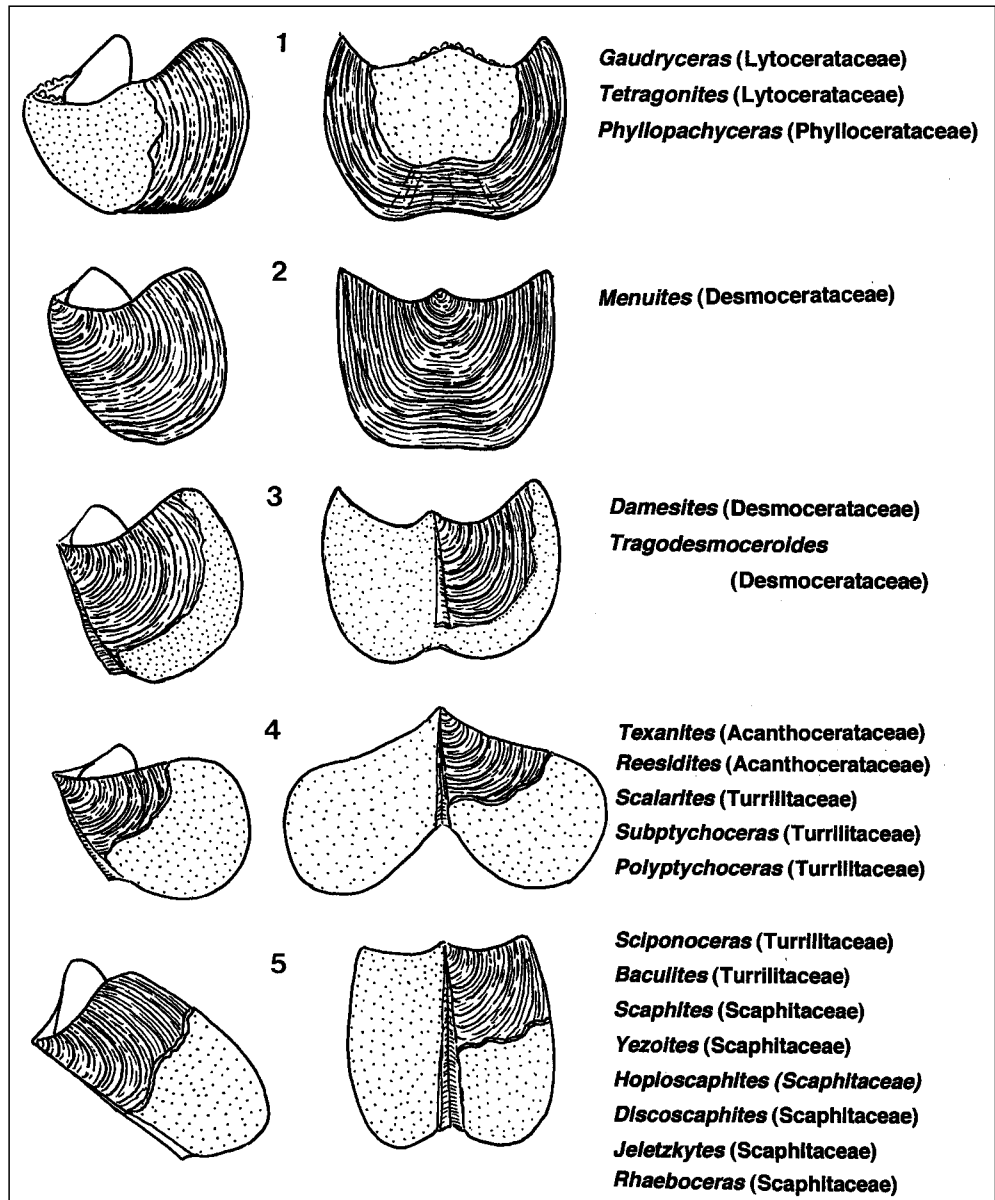 1
Gaudryceras (Lytocerataceae)
Tetragonites (Lytocerataceae)
Phyllopachyceras (Phyllocerataceae)
2
Menuites (Desmocerataceae)
3
Damesites (Desmocerataceae)
Tragodesmoceroides
(Desmocerataceae)
4
Texanites (Acanthocerataceae)
Reesidites (Acanthocerataceae)
Scalarites (Turrilitaceae)
Subptychoceras (Turrilitaceae)
Polyptychoceras (Turrilitaceae)
5
Sciponoceras (Turrilitaceae)
Baculites (Turrilitaceae)
Scaphites (Scaphitaceae)
Yezoites (Scaphitaceae)
Hoploscaphites (Scaphitaceae)
Discoscaphites (Scaphitaceae)
Jeletzkytes (Scaphitaceae)
Rhaeboceras (Scaphitaceae)